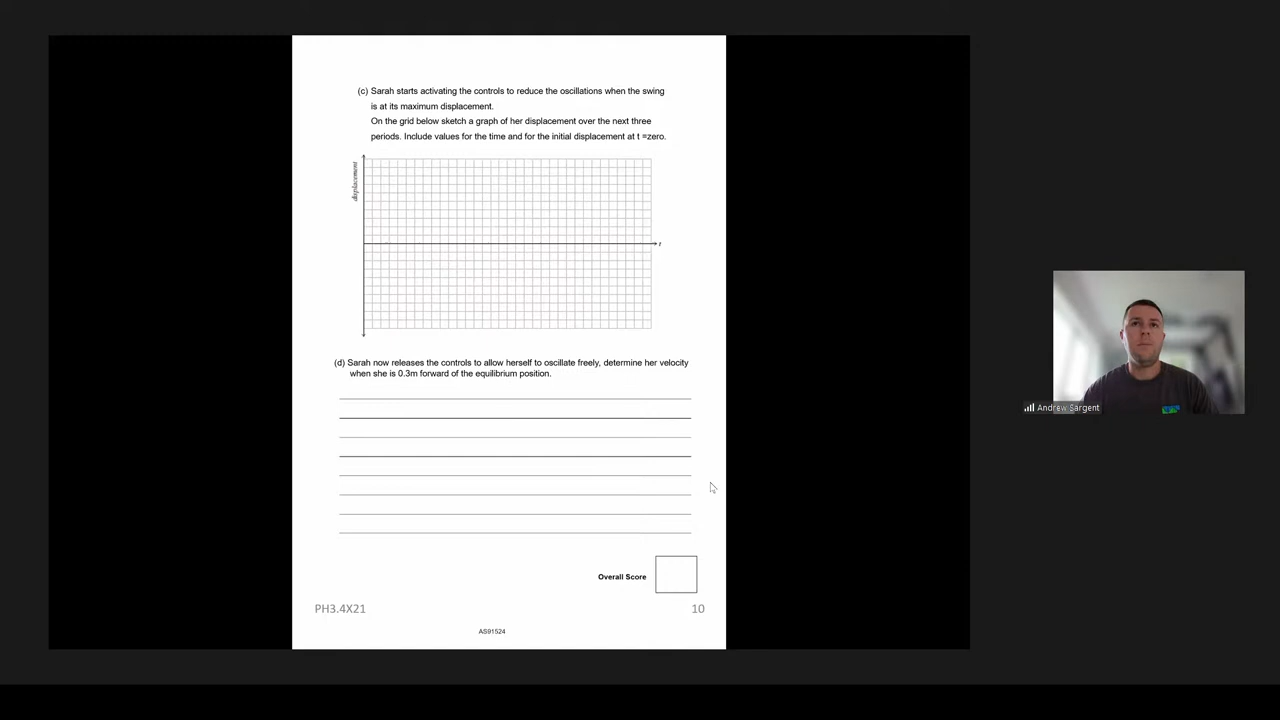 (c) Sarah starts activating the controls to reduce the oscillations when the swing
is at its maximum displacement.
On the grid below sketch a graph of her displacement over the next three
periods. Include values for the time and for the initial displacement at t =zero.
displacement
t
(d) Sarah now releases the controls to allow herself to oscillate freely, determine her velocity
when she is 0.3m forward of the equilibrium position.
Overall Score
PH3.4X21
10
AS91524
Andrew Sargent